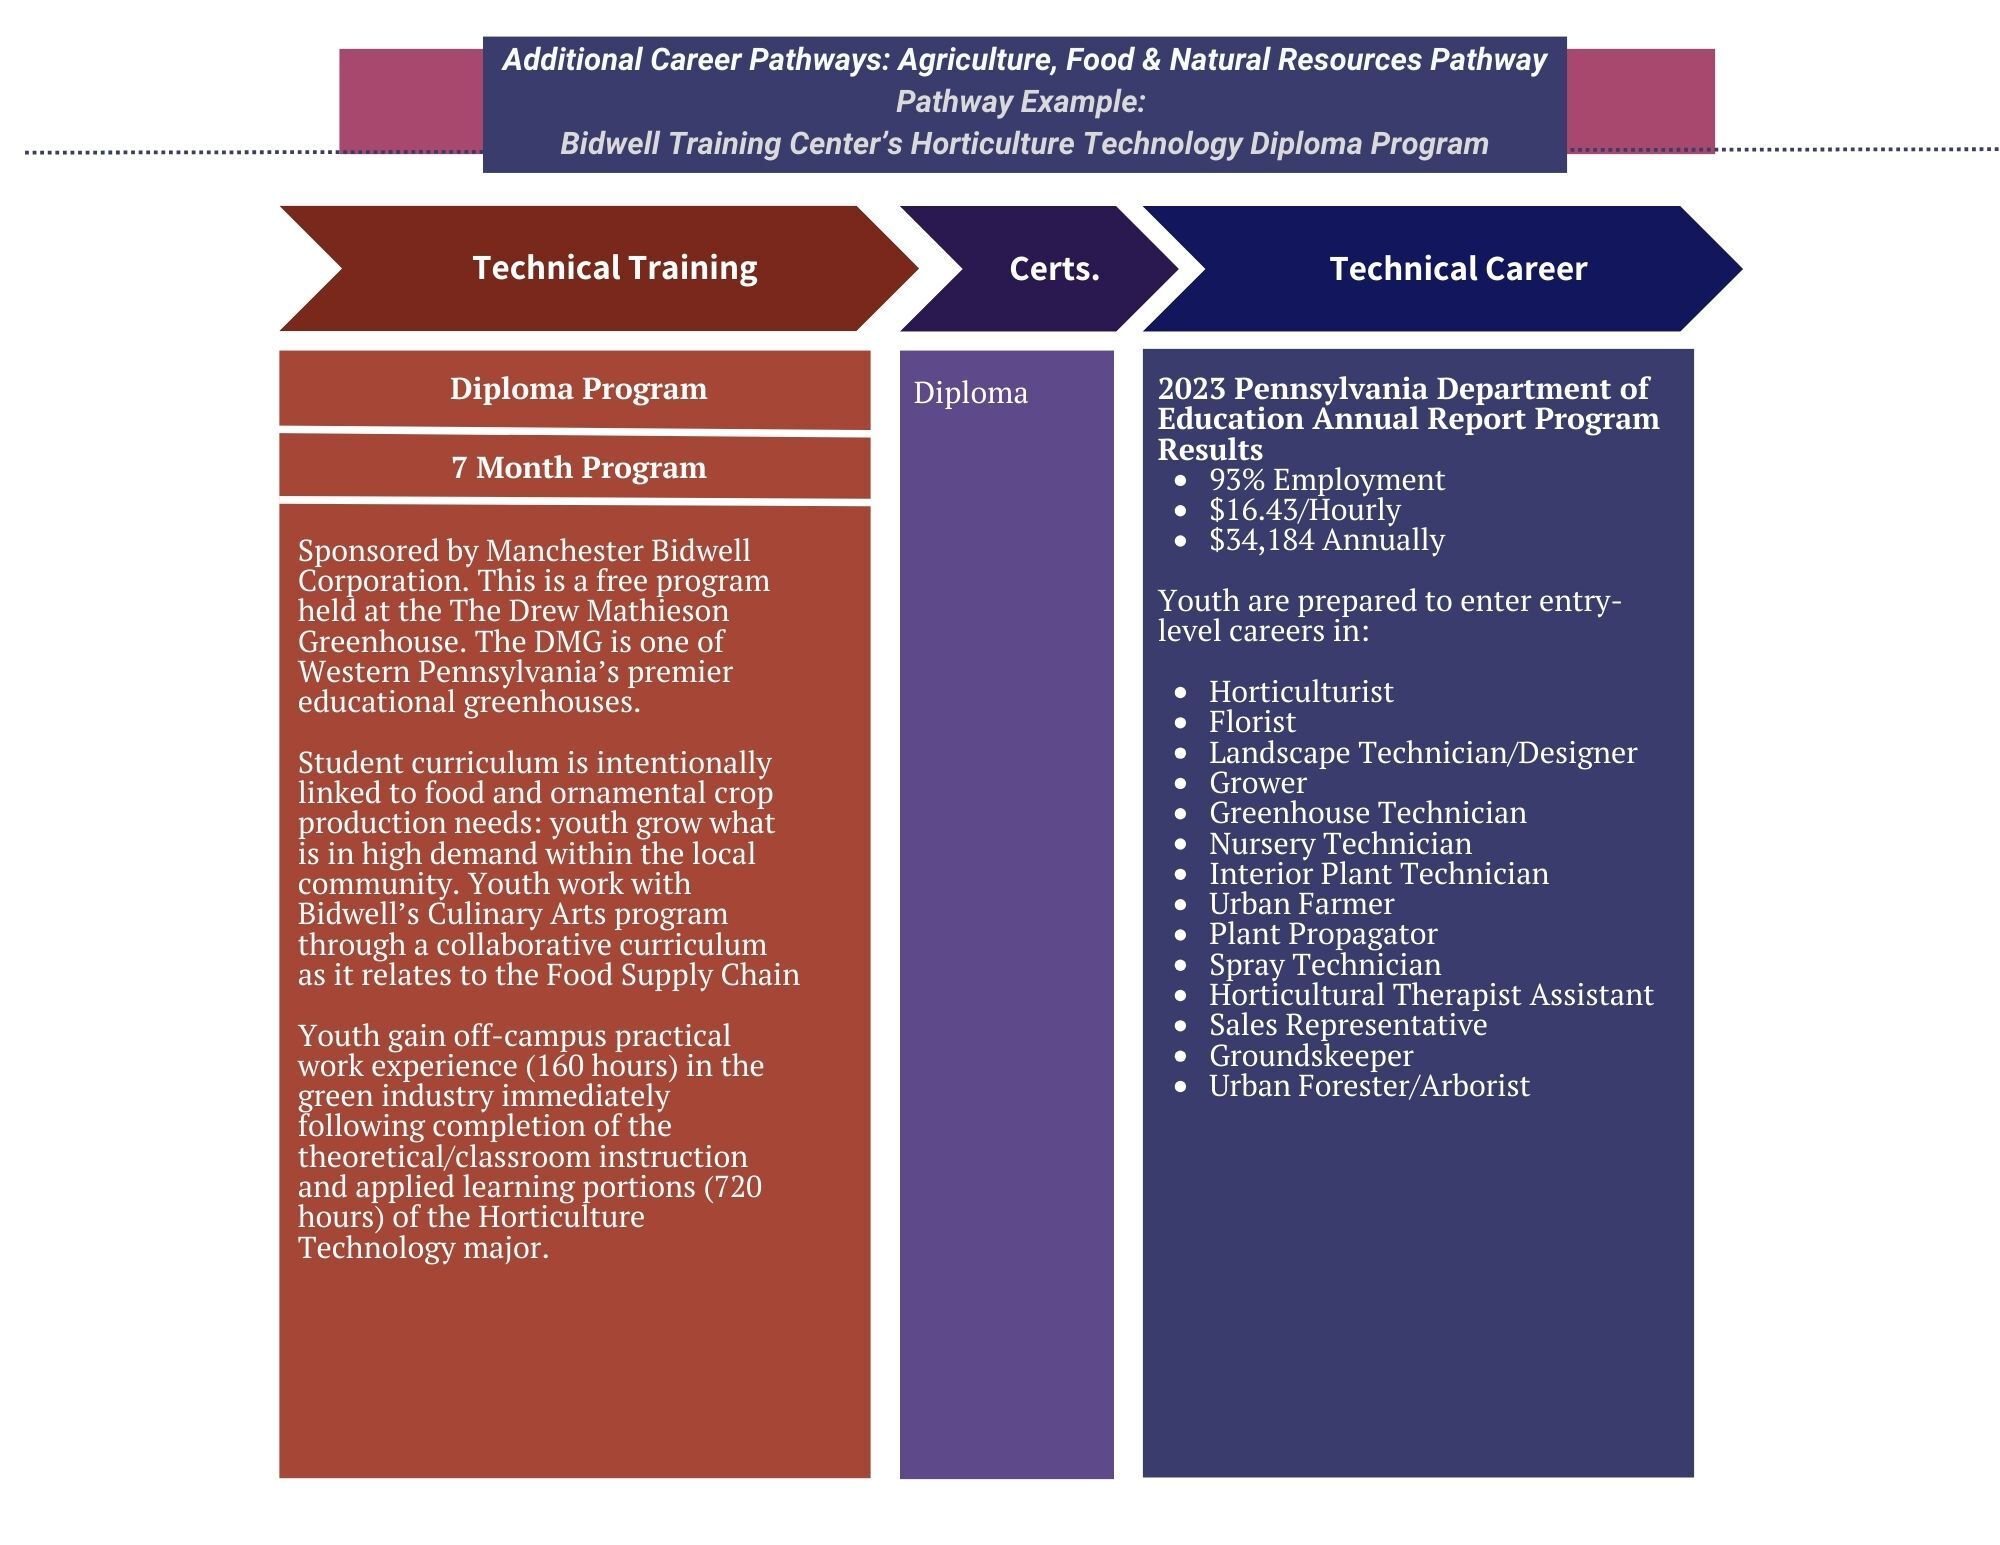 Additional Career Pathways: Agriculture, Food & Natural Resources Pathway
Pathway Example:
Bidwell Training Center’s Horticulture Technology Diploma Program
Technical Training
Diploma Program
7 Month Program
Sponsored by Manchester Bidwell
Corporation. This is a free program
held at the The Drew Mathieson
Greenhouse. The DMG is one of
Western Pennsylvania’s premier
educational greenhouses.
Student curriculum is intentionally
linked to food and ornamental crop
production needs: youth grow what
is in high demand within the local
community. Youth work with
Bidwell’s Culinary Arts program
through a collaborative curriculum
as it relates to the Food Supply Chain
Youth gain off-campus practical
work experience (160 hours) in the
green industry immediately
following completion of the
theoretical/classroom instruction
and applied learning portions (720
hours) of the Horticulture
Technology major.
Certs.
Diploma
Technical Career
2023 Pennsylvania Department of
Education Annual Report Program
Results
• 93% Employment
• $16.43/Hourly
• $34,184 Annually
Youth are prepared to enter entry-
level careers in:
• Horticulturist
• Florist
• Landscape Technician/Designer
• Grower
• Greenhouse Technician
• Nursery Technician
• Interior Plant Technician
• Urban Farmer
• Plant Propagator
• Spray Technician
• Horticultural Therapist Assistant
• Sales Representative
• Groundskeeper
• Urban Forester/Arborist